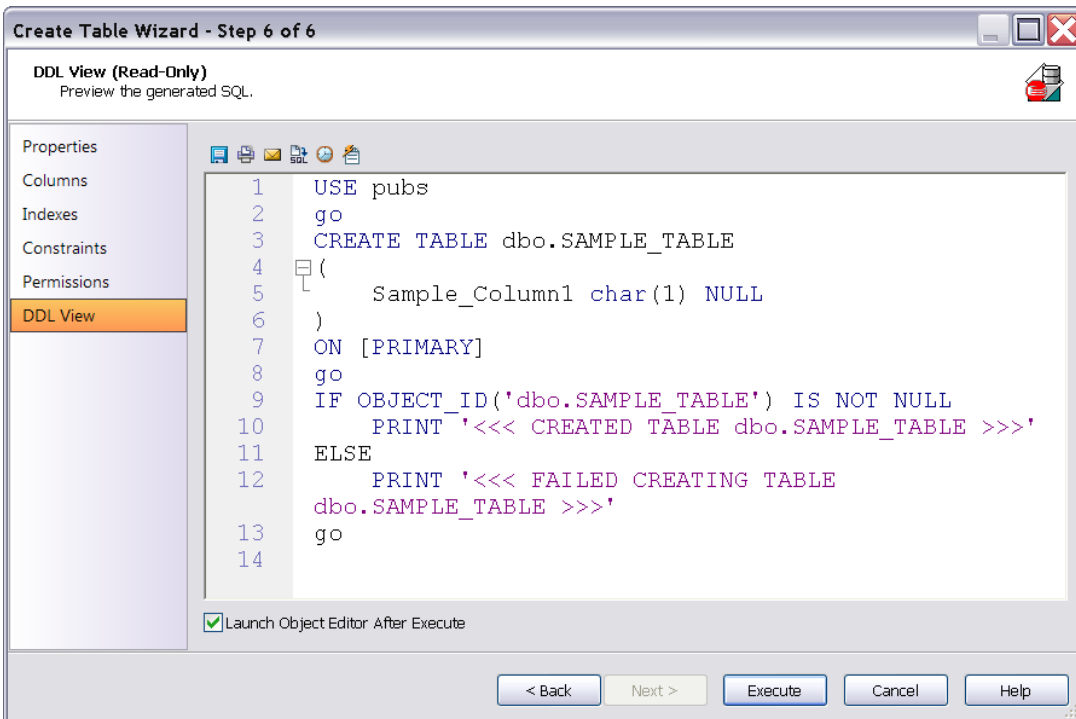 Create Table Wizard - Step 6 of 6
DDL View (Read-Only)
Preview the generated SQL.
Properties
Columns
Indexes
Constraints
Permissions
DDL View
SQL
1 USE pubs
2 go
3 CREATE TABLE dbo.SAMPLE_TABLE
4 (
5 Sample_Column1 char(1) NULL
6 )
7 ON [PRIMARY]
8 go
9 IF OBJECT_ID('dbo.SAMPLE_TABLE') IS NOT NULL
10 PRINT '<<< CREATED TABLE dbo.SAMPLE_TABLE >>>'
11 ELSE
12 PRINT '<<< FAILED CREATING TABLE
dbo.SAMPLE_TABLE >>>'
13 go
14
Launch Object Editor After Execute
< Back Next > Execute Cancel Help